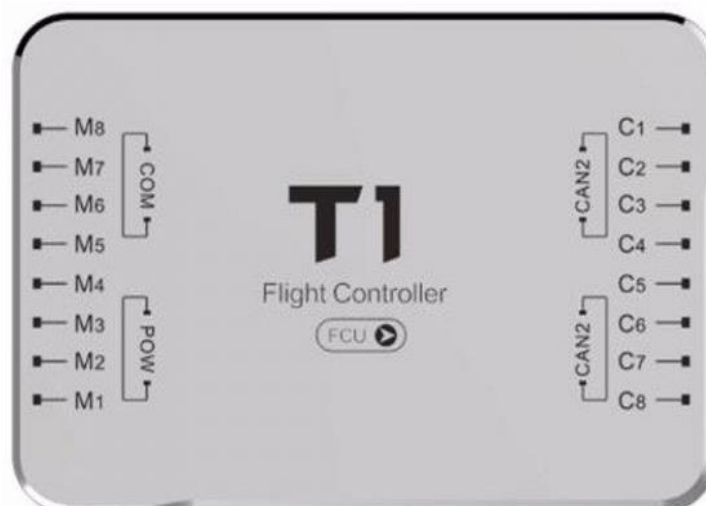 M8
M7
M6
M5
M4
M3
M2
M1
COM
POW
T1
Flight Controller
FCU
CAN2
CAN2
C1
C2
C3
C4
C5
C6
C7
C8